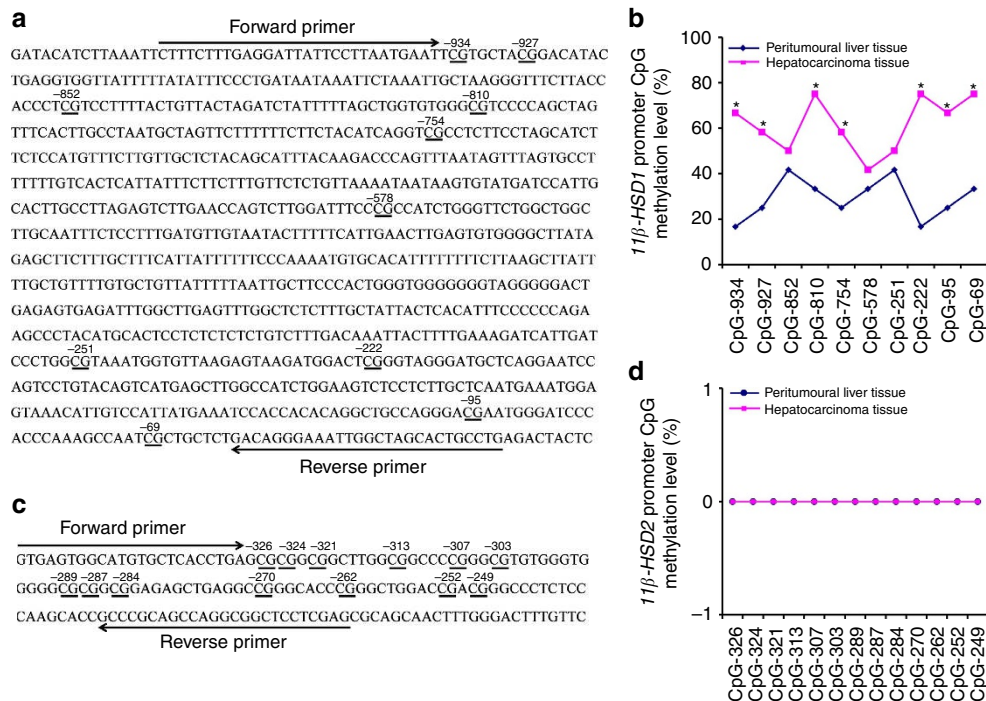 a
Forward primer
GATACATCTTAAATTCTTTCTTTGAGGATTATTCCTTAATGAATTCGTGCTACGGACATAC
−934 −927
TGAGGTGGTTATTTTTATATTTCCCTGATAATAAATTCTAAATTGCTAAGGGTTTCTTACC
−852 −810
ACCCTCGTCCTTTTACTGTTACTAGATCTATTTTTAGCTGGTGTGGGCGTCCCCAGCTAG
−754
TTTCACTTGCCTAATGCTAGTTCTTTTTTCTTCTACATCAGGTCGCCTCTTCCTAGCATCT
TCTCCATGTTTCTTGTTGCTCTACAGCATTTACAAGACCCAGTTTAATAGTTTAGTGCCT
TTTTTGTCACTCATTATTTCTTCTTTGTTCTCTGTTAAAATAATAAGTGTATGATCCATTG
−578
CACTTGCCTTAGAGTCTTGAACCAGTCTTGGATTTCCCGCCATCTGGGTTCTGGCTGGC
TTGCAATTTCTCCTTTGATGTTGTAATACTTTTTCATTGAACTTGAGTGTGGGGCTTATA
GAGCTTCTTTGCTTTCATTATTTTTTCCCAAAATGTGCACATTTTTTTTCTTAAGCTTATT
TTGCTGTTTTGTGCTGTTATTTTTAATTGCTTCCCACTGGGTGGGGGGGTAGGGGGACT
GAGAGTGAGATTTGGCTTGAGTTTGGCTCTCTTTGCTATTACTCACATTTCCCCCCAGA
AGCCCTACATGCACTCCTCTCTCTCTGTCTTTGACAAATTACTTTTGAAAGATCATTGAT
−251 −222
CCCTGGCGTAAATGGTGTTAAGAGTAAGATGGACTCGGGTAGGGATGCTCAGGAATCC
AGTCCTGTACAGTCATGAGCTTGGCCATCTGGAAGTCTCCTCTTGCTCAATGAAATGGA
−95
GTAAACATTGTCCATTATGAAATCCACCACACAGGCTGCCAGGGACGAATGGGATCCC
−69
ACCCAAAGCCAATCGCTGCTCTGACAGGGAAATTGGCTAGCACTGCCTGAGACTACTC
Reverse primer
b
11β-HSD1 promoter CpG
methylation level (%)
100
80
60
40
20
0
Peritumoural liver tissue
Hepatocarcinoma tissue
* * * * * * *
CpG-934
CpG-927
CpG-852
CpG-810
CpG-754
CpG-578
CpG-251
CpG-222
CpG-95
CpG-69
c
Forward primer
−326 −324 −321 −313 −307 −303
GTGAGTGGCATGTGCTCACCTGAGCGCGGCGGCTTGGCGGCCCCGGGCGTGTGGGTG
−289 −287 −284 −270 −262 −252 −249
GGGGCGCGGCGGAGAGCTGAGGCCGGGCACCCGGGCTGGACCGACGGGCCCTCTCC
CAAGCACCGCCCGCAGCCAGGCGGCTCCTCGAGCGCAGCAACTTTGGGACTTTGTTC
Reverse primer
d
11β-HSD2 promoter CpG
methylation level (%)
1
0
−1
Peritumoural liver tissue
Hepatocarcinoma tissue
CpG-326
CpG-324
CpG-321
CpG-313
CpG-307
CpG-303
CpG-289
CpG-287
CpG-284
CpG-270
CpG-262
CpG-252
CpG-249